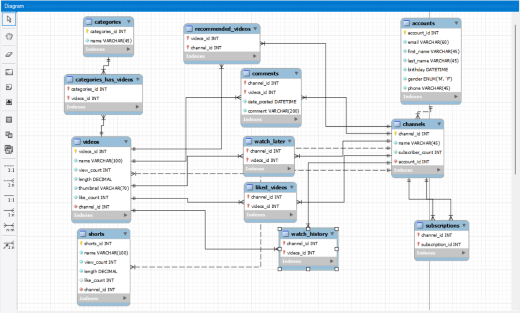 Diagram
categories
categories_id INT
name VARCHAR(45)
Indexes
recommended_videos
videos_id INT
channel_id INT
Indexes
accounts
account_id INT
email VARCHAR(60)
first_name VARCHAR(45)
last_name VARCHAR(45)
birthday DATETIME
gender ENUM('M', 'F')
phone VARCHAR(45)
Indexes
categories_has_videos
categories_id INT
videos_id INT
Indexes
comments
channel_id INT
videos_id INT
date_posted DATETIME
comment VARCHAR(200)
Indexes
channels
channel_id INT
name VARCHAR(45)
subscriber_count INT
account_id INT
Indexes
videos
videos_id INT
name VARCHAR(100)
view_count INT
length DECIMAL
thumbnail VARCHAR(70)
like_count INT
channel_id INT
Indexes
watch_later
channel_id INT
videos_id INT
Indexes
liked_videos
channel_id INT
videos_id INT
Indexes
shorts
shorts_id INT
name VARCHAR(100)
view_count INT
length DECIMAL
like_count INT
channel_id INT
Indexes
watch_history
channel_id INT
videos_id INT
Indexes
subscriptions
channel_id INT
subscription_id INT
Indexes
1:1
1:n
1:1
1:n
n:m